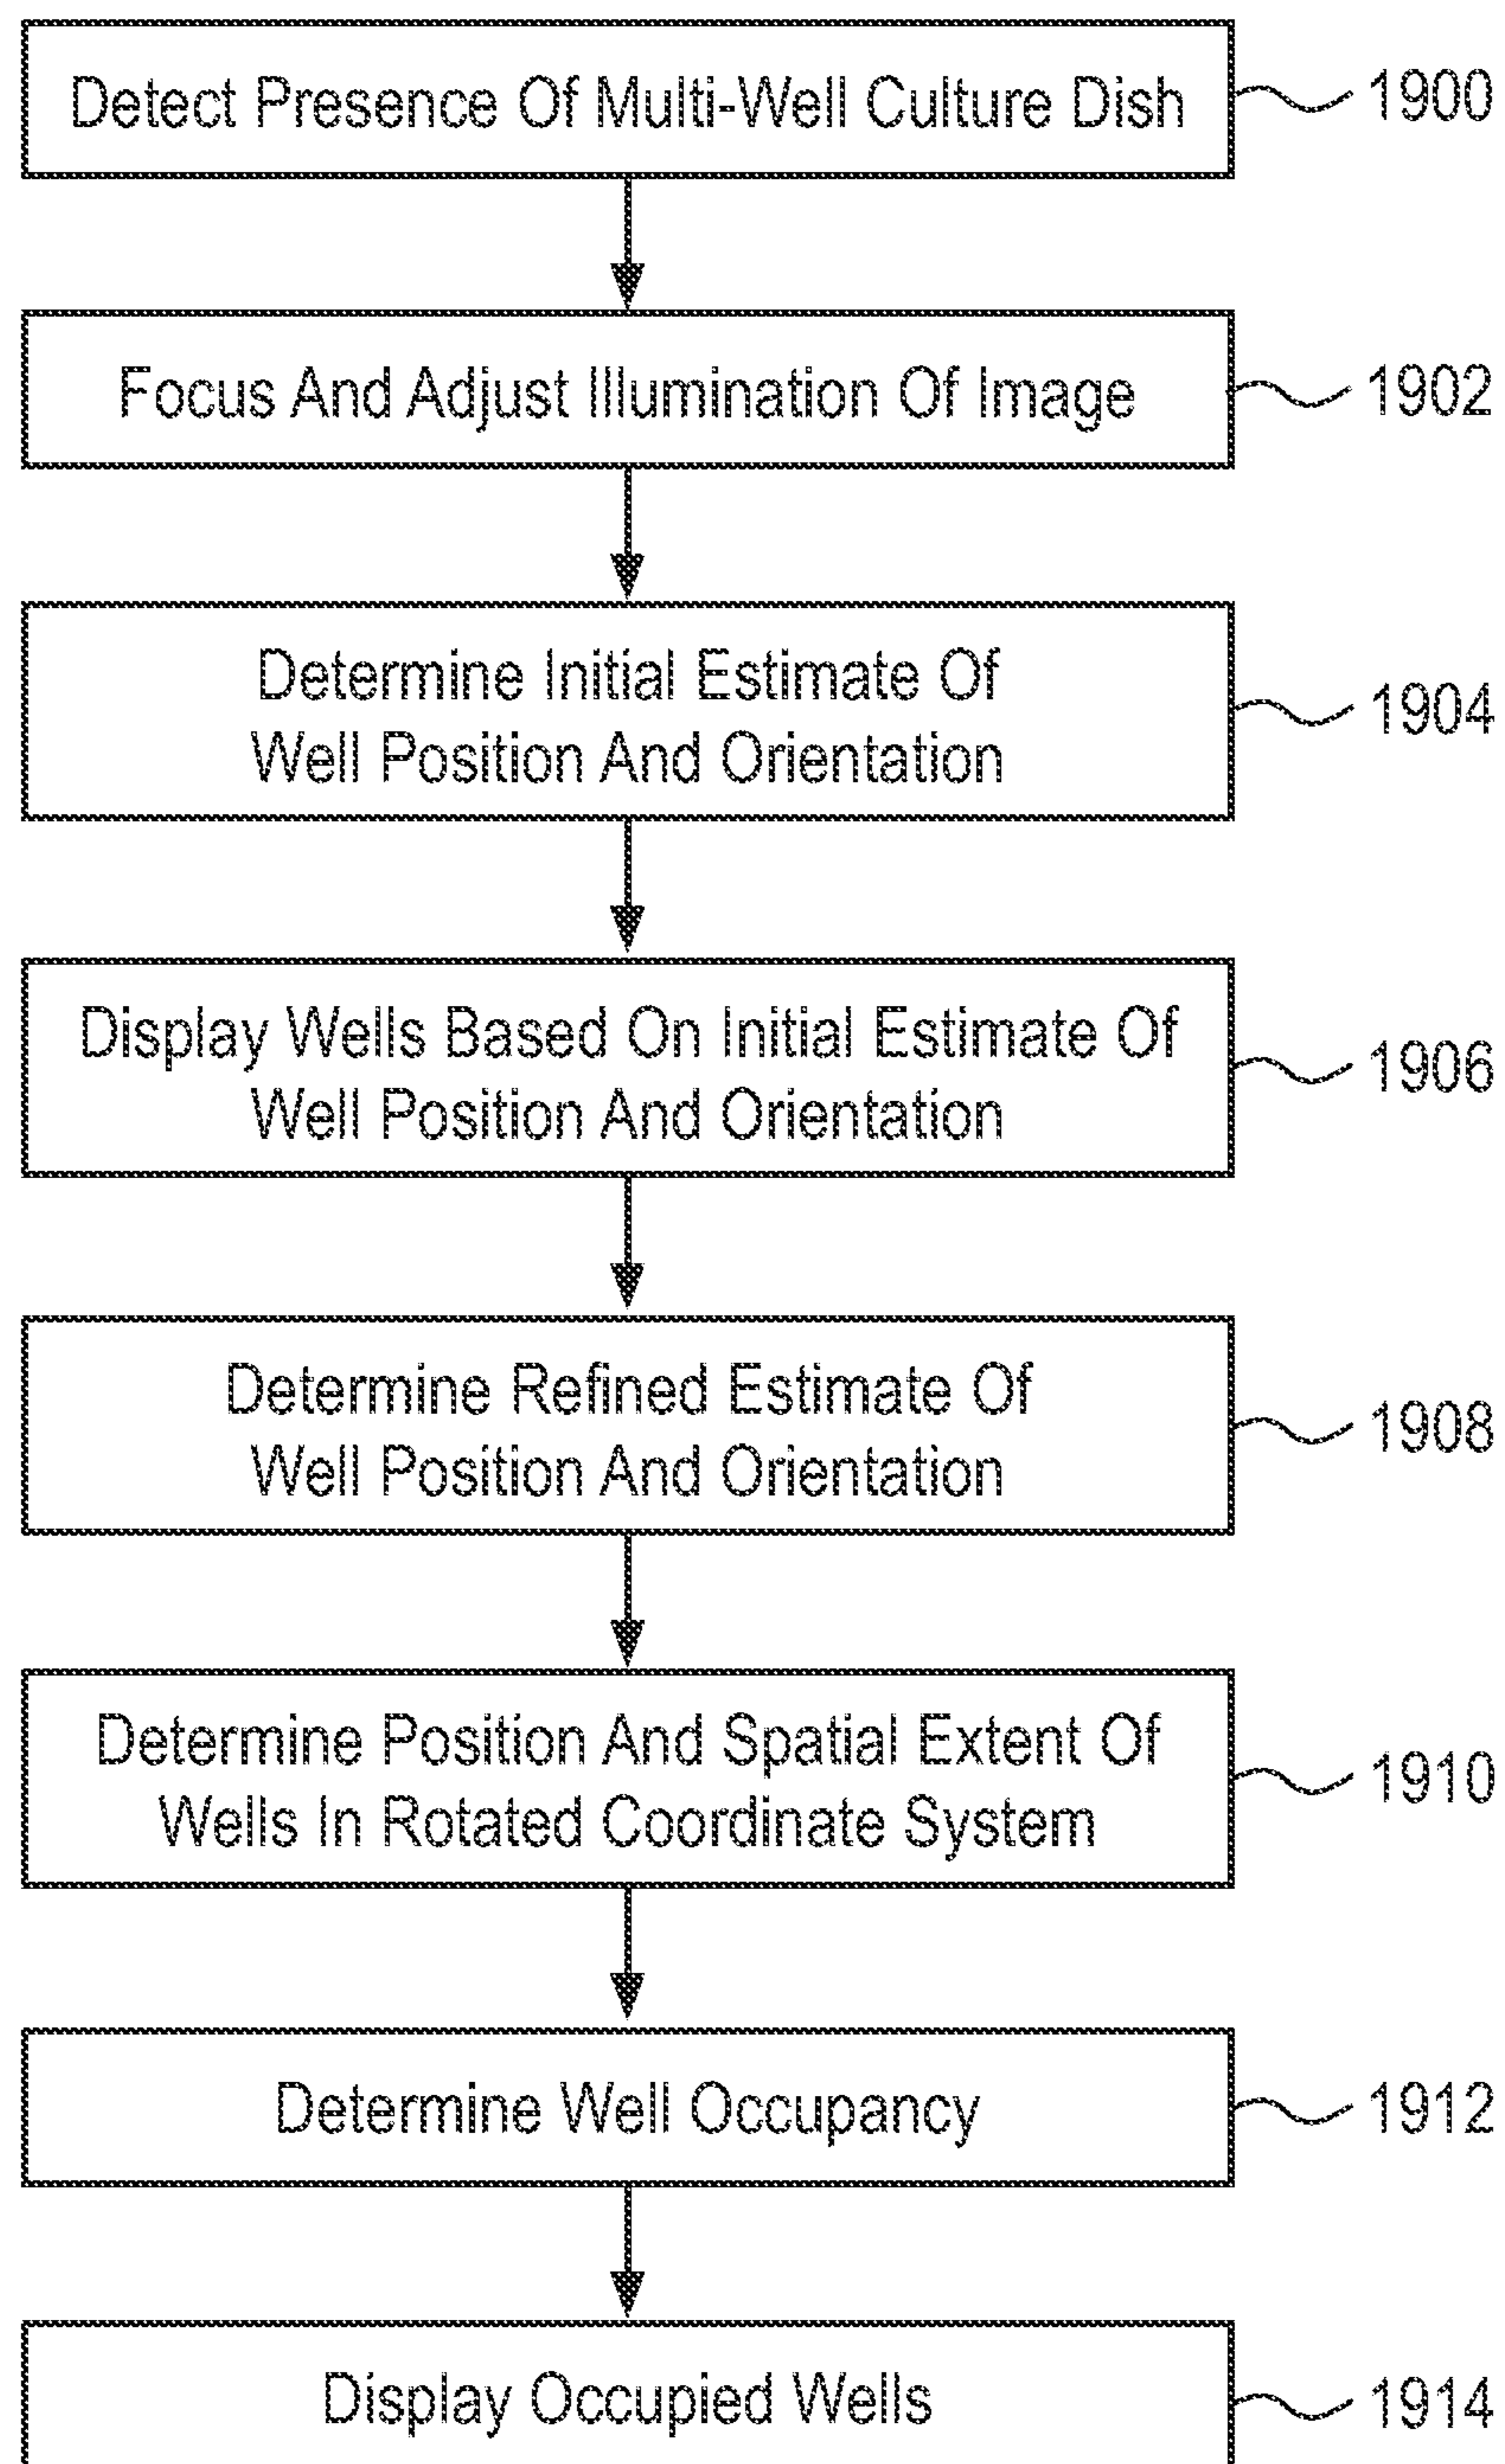 Detect Presence Of Multi-Well Culture Dish
1900
Focus And Adjust Illumination Of Image
1902
Determine Initial Estimate Of
Well Position And Orientation
1904
Display Wells Based On Initial Estimate Of
Well Position And Orientation
1906
Determine Refined Estimate Of
Well Position And Orientation
1908
Determine Position And Spatial Extent Of
Wells In Rotated Coordinate System
1910
Determine Well Occupancy
1912
Display Occupied Wells
1914